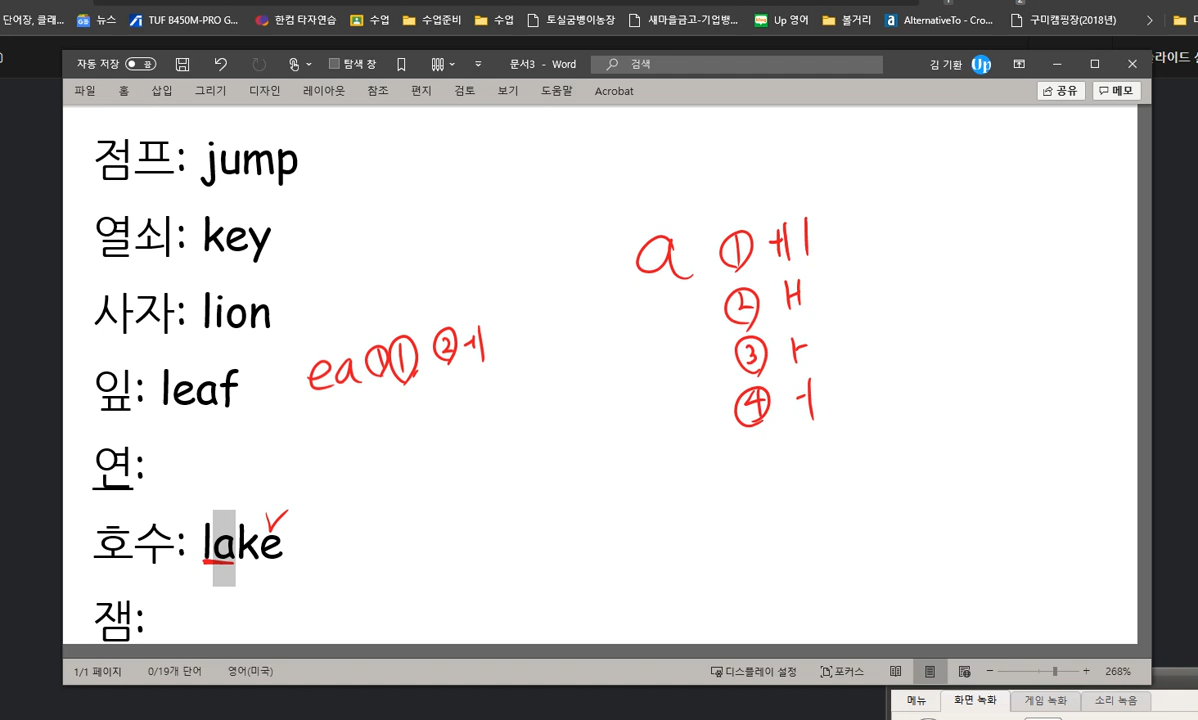 단어장, 클래... 뉴스 TUF B450M-PRO G... 한컴 타자연습 수업 수업준비 수업 토실굼벵이농장 새마을금고-기업뱅... Up 영어 볼거리 AlternativeTo - Cro... 구미캠핑장(2018년)
자동 저장 끔 탐색 창 문서3 - Word 검색 김 기환 Up
파일 홈 삽입 그리기 디자인 레이아웃 참조 편지 검토 보기 도움말 Acrobat 공유 메모
점프: jump
열쇠: key
사자: lion
잎: leaf
연:
호수: lake
잼:
a ① ㅔㅣ
② ㅐ
③ ㅏ
④ ㅓ
ea ① ② ㅔ
1/1 페이지 0/19개 단어 영어(미국) 디스플레이 설정 포커스 268%
메뉴 화면 녹화 게임 녹화 소리 녹음